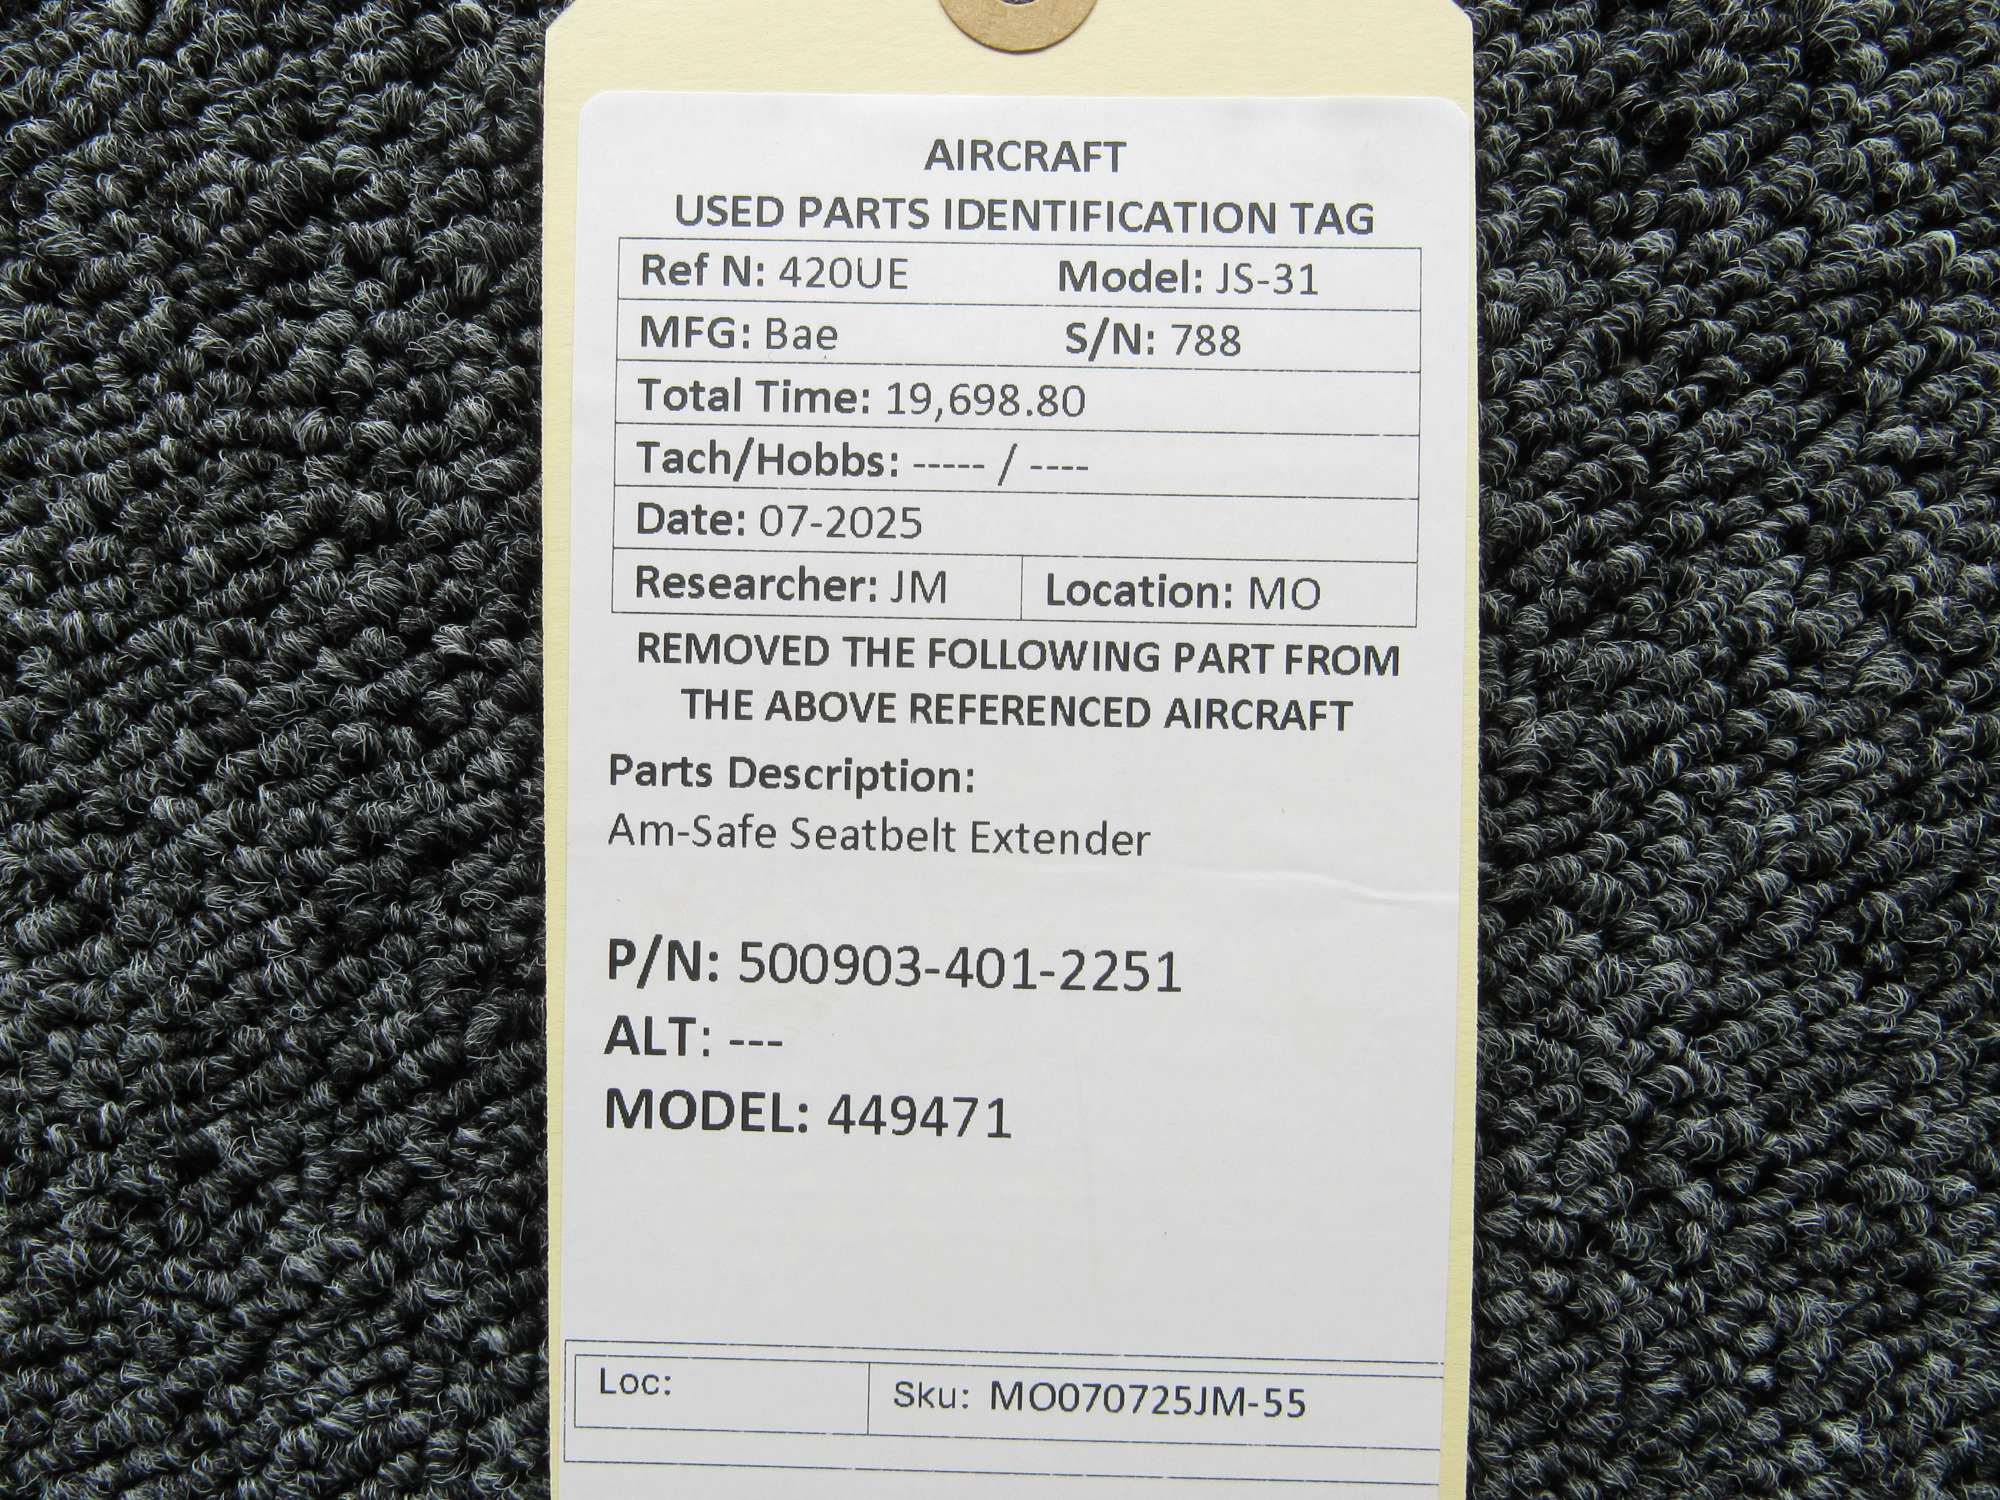 AIRCRAFT
USED PARTS IDENTIFICATION TAG
Ref N: 420UE Model: JS-31
MFG: Bae S/N: 788
Total Time: 19,698.80
Tach/Hobbs: ----- / ----
Date: 07-2025
Researcher: JM Location: MO
REMOVED THE FOLLOWING PART FROM
THE ABOVE REFERENCED AIRCRAFT
Parts Description:
Am-Safe Seatbelt Extender
P/N: 500903-401-2251
ALT: ---
MODEL: 449471
Loc: Sku: MO070725JM-55